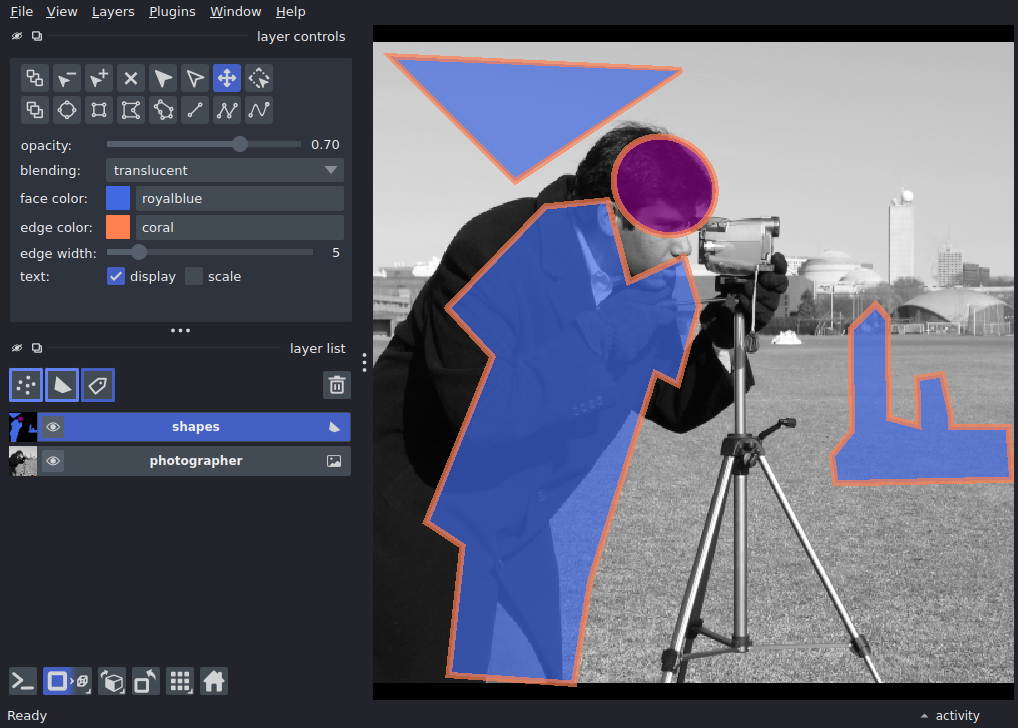 File View Layers Plugins Window Help
layer controls
opacity: 0.70
blending: translucent
face color: royalblue
edge color: coral
edge width: 5
text: display scale
layer list
shapes
photographer
Ready
activity